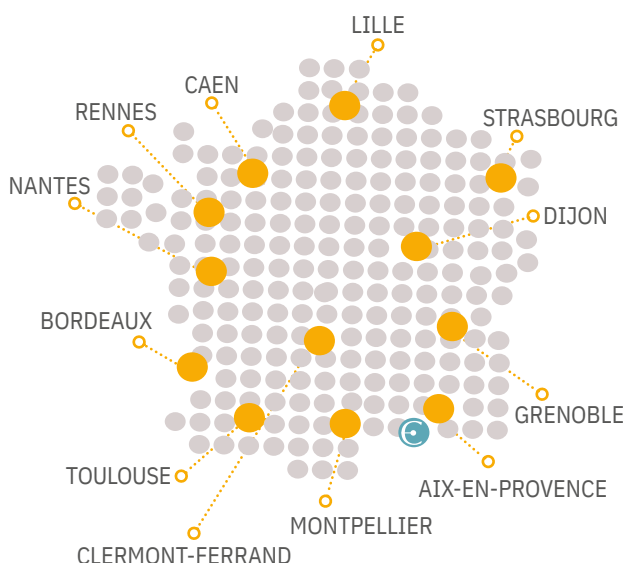 LILLE
CAEN
RENNES
STRASBOURG
NANTES
DIJON
BORDEAUX
GRENOBLE
TOULOUSE
AIX-EN-PROVENCE
MONTPELLIER
CLERMONT-FERRAND